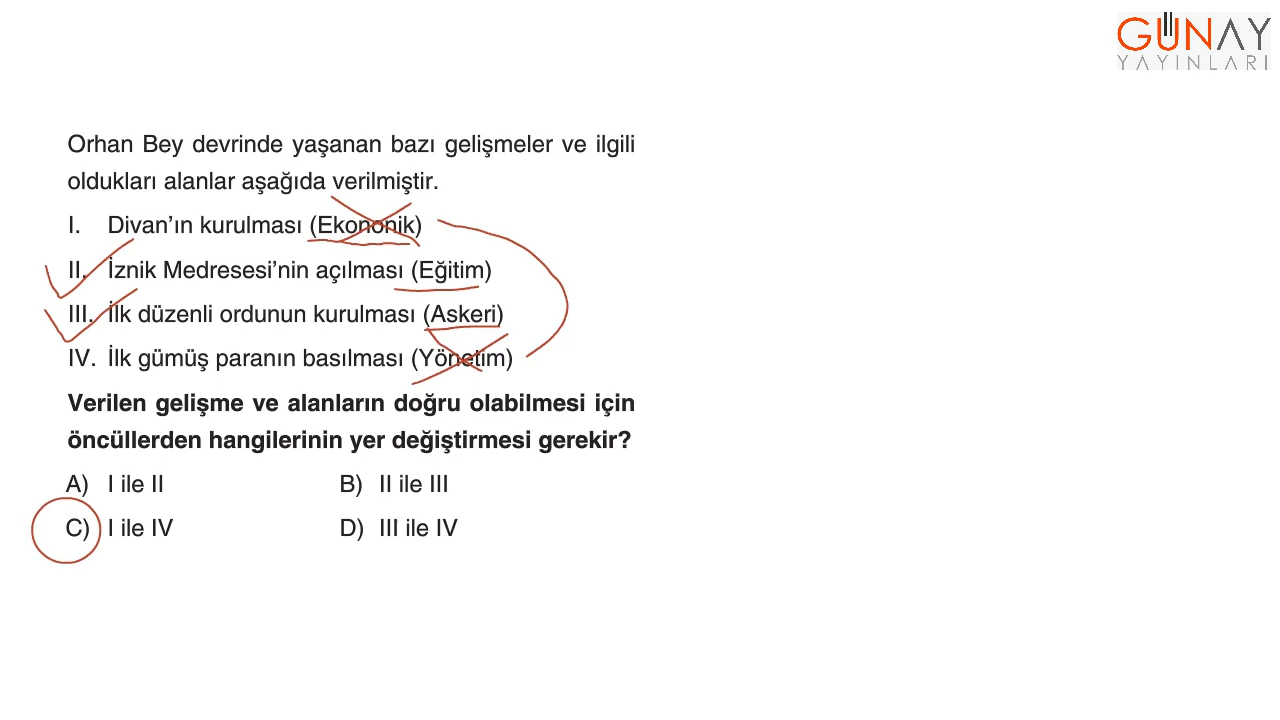 GÜNAY
YAYINLARI
Orhan Bey devrinde yaşanan bazı gelişmeler ve ilgili
oldukları alanlar aşağıda verilmiştir.
I. Divan’ın kurulması (Ekonomik)
II. İznik Medresesi’nin açılması (Eğitim)
III. İlk düzenli ordunun kurulması (Askeri)
IV. İlk gümüş paranın basılması (Yönetim)
Verilen gelişme ve alanların doğru olabilmesi için
öncüllerden hangilerinin yer değiştirmesi gerekir?
A) I ile II B) II ile III
C) I ile IV D) III ile IV